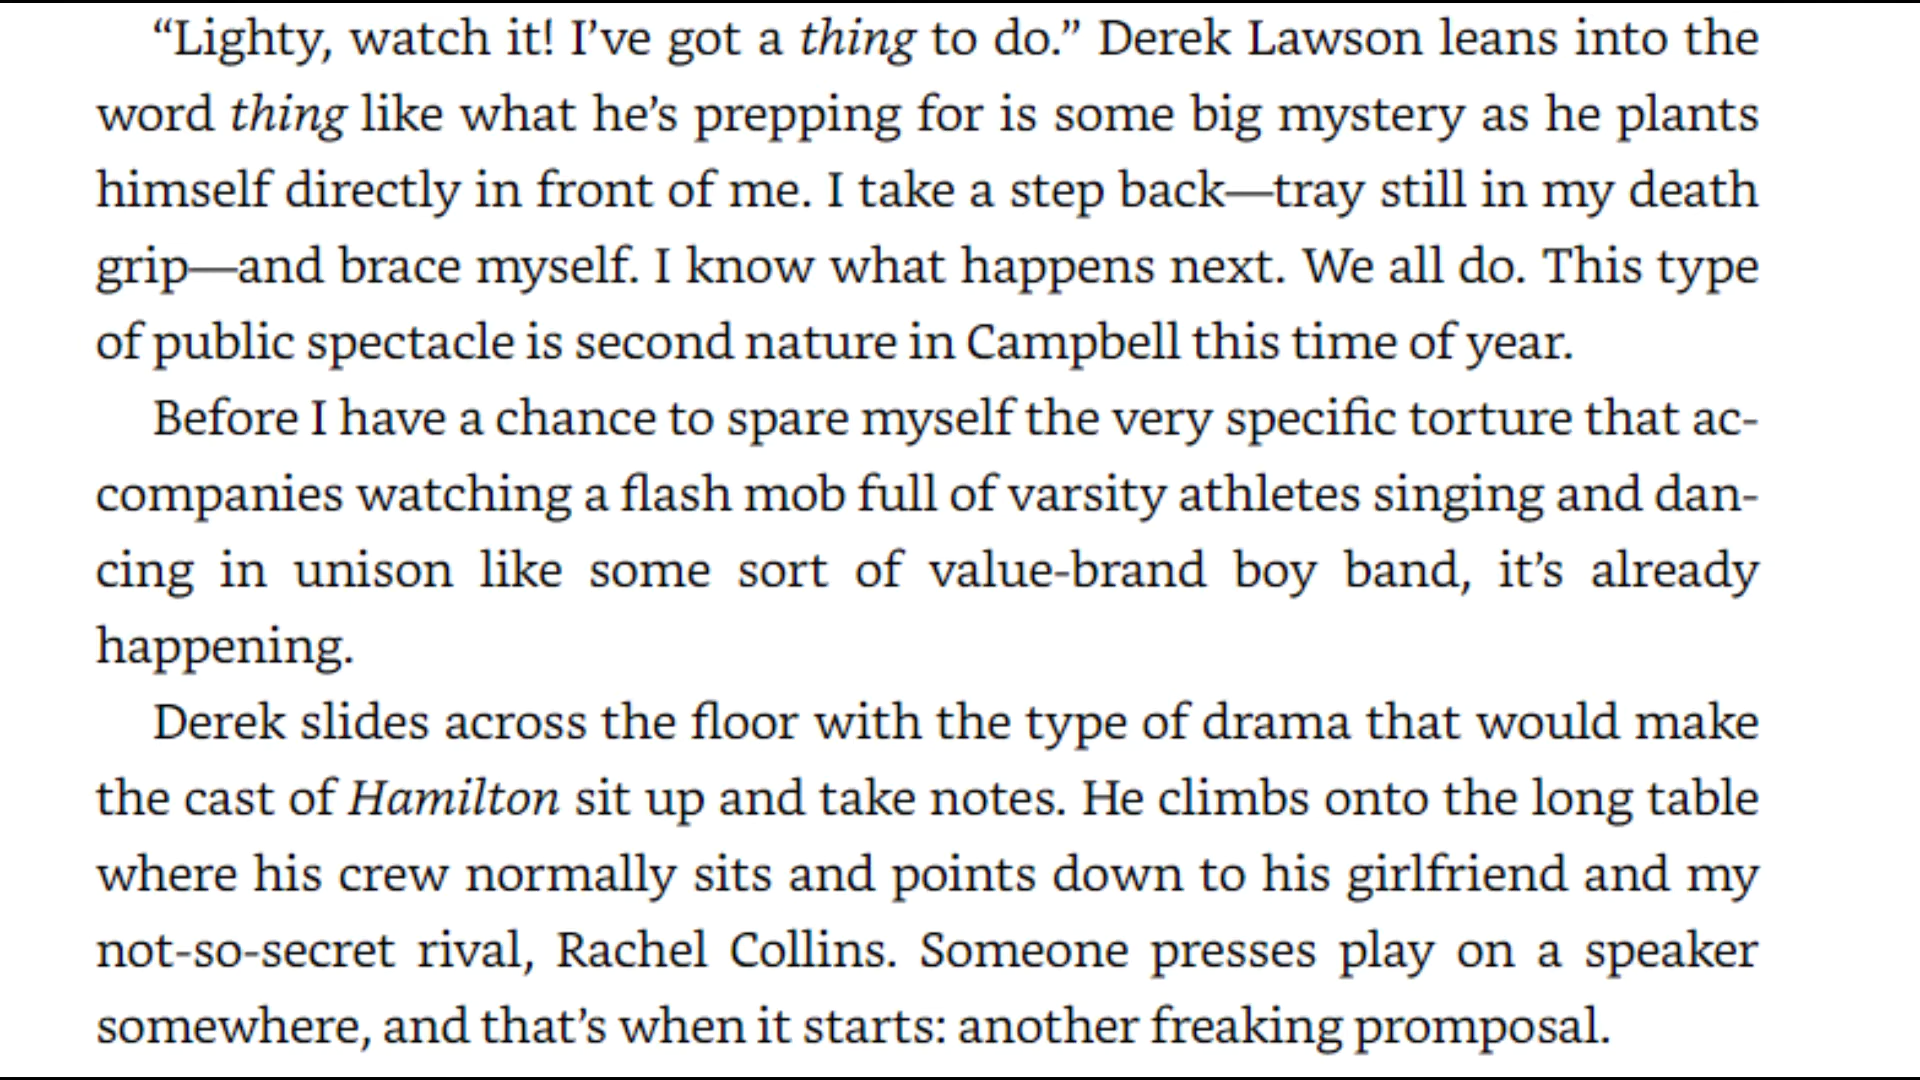 “Lighty, watch it! I’ve got a thing to do.” Derek Lawson leans into the
word thing like what he’s prepping for is some big mystery as he plants
himself directly in front of me. I take a step back—tray still in my death
grip—and brace myself. I know what happens next. We all do. This type
of public spectacle is second nature in Campbell this time of year.
Before I have a chance to spare myself the very specific torture that ac-
companies watching a flash mob full of varsity athletes singing and dan-
cing in unison like some sort of value-brand boy band, it’s already
happening.
Derek slides across the floor with the type of drama that would make
the cast of Hamilton sit up and take notes. He climbs onto the long table
where his crew normally sits and points down to his girlfriend and my
not-so-secret rival, Rachel Collins. Someone presses play on a speaker
somewhere, and that’s when it starts: another freaking promposal.